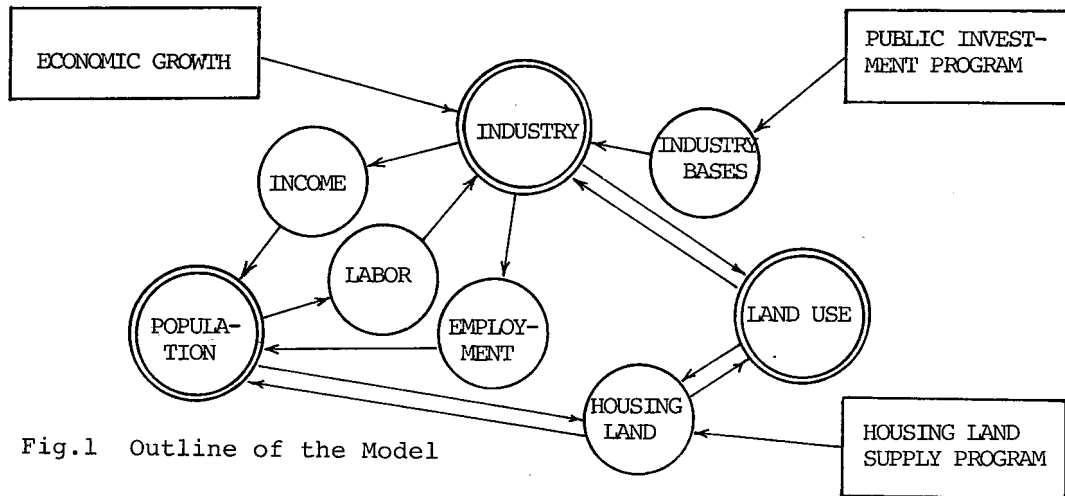 ECONOMIC GROWTH
PUBLIC INVEST-
MENT PROGRAM
INDUSTRY
INDUSTRY
BASES
INCOME
LABOR
POPULA-
TION
EMPLOY-
MENT
LAND USE
HOUSING
LAND
HOUSING LAND
SUPPLY PROGRAM
Fig.1 Outline of the Model